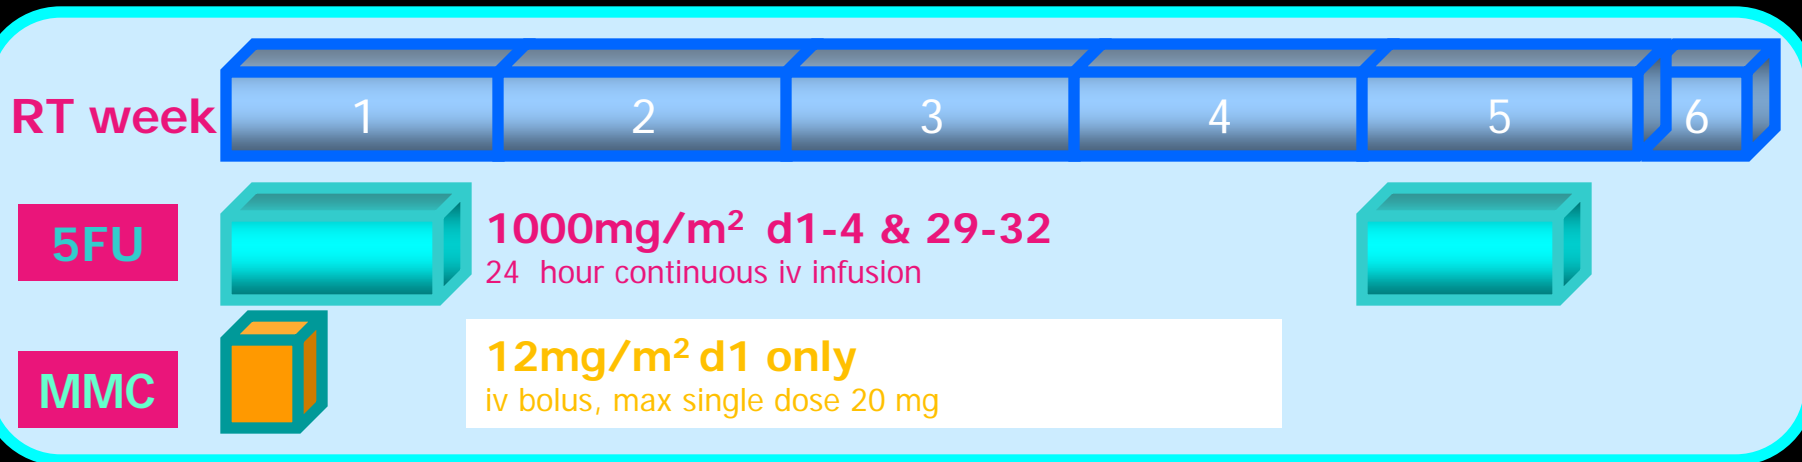 RT week 1 2 3 4 5 6
5FU
1000mg/m² d1-4 & 29-32
24 hour continuous iv infusion
MMC
12mg/m² d1 only
iv bolus, max single dose 20 mg